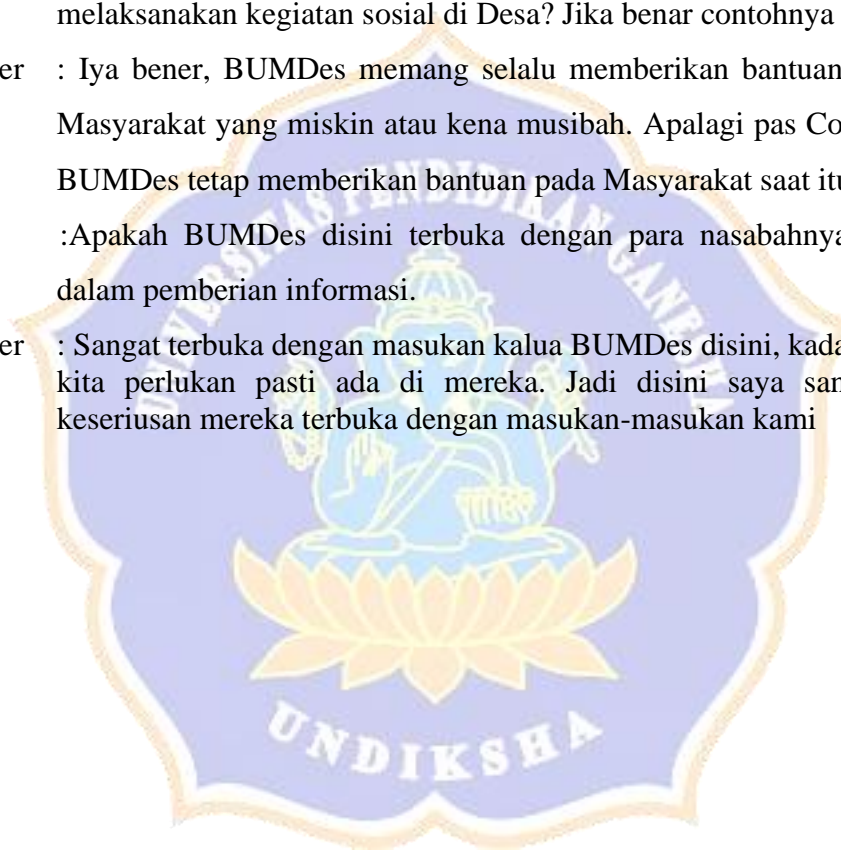 melaksanakan kegiatan sosial di Desa? Jika benar contohnya
er : Iya bener, BUMDes memang selalu memberikan bantuan
Masyarakat yang miskin atau kena musibah. Apalagi pas Co
BUMDes tetap memberikan bantuan pada Masyarakat saat itu
:Apakah BUMDes disini terbuka dengan para nasabahnya
dalam pemberian informasi.
er : Sangat terbuka dengan masukan kalua BUMDes disini, kada
kita perlukan pasti ada di mereka. Jadi disini saya san
keseriusan mereka terbuka dengan masukan-masukan kami
UNIVERSITAS PENDIDIKAN GANESHA
UNDIKSHA